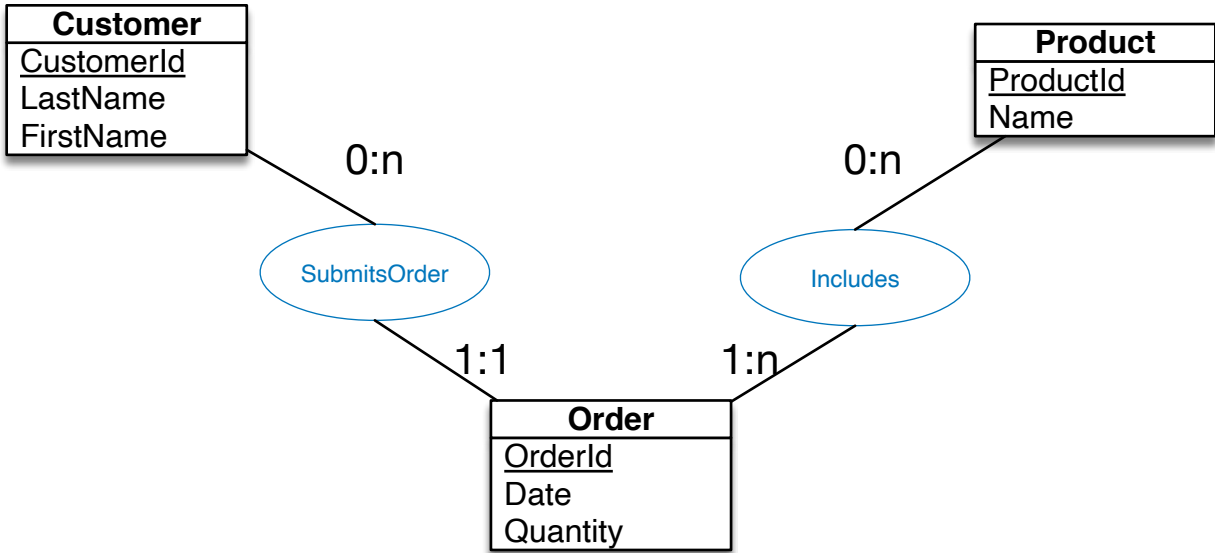 Customer
CustomerId
LastName
FirstName
Product
ProductId
Name
0:n
0:n
SubmitsOrder
Includes
1:1
1:n
Order
OrderId
Date
Quantity